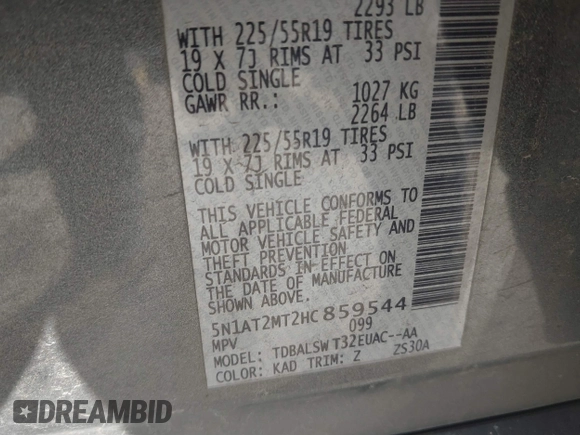 2293 LB
WITH 225/55R19 TIRES
19 X 7J RIMS AT 33 PSI
COLD SINGLE
GAWR RR.: 1027 KG
2264 LB
WITH 225/55R19 TIRES
19 X 7J RIMS AT 33 PSI
COLD SINGLE
THIS VEHICLE CONFORMS TO
ALL APPLICABLE FEDERAL
MOTOR VEHICLE SAFETY AND
THEFT PREVENTION
STANDARDS IN EFFECT ON
THE DATE OF MANUFACTURE
SHOWN ABOVE.
5N1AT2MT2HC859544
MPV 099
MODEL: TDBALSWT32EUAC--AA
COLOR: KAD TRIM: Z ZS30A
DREAMBID